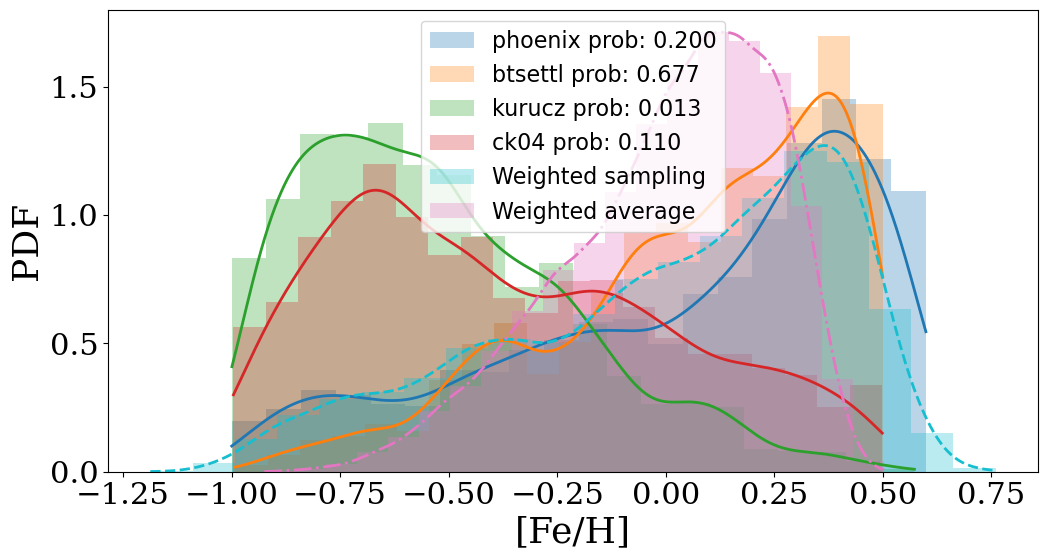 PDF
1.5
1.0
0.5
0.0
phoenix prob: 0.200
btsettl prob: 0.677
kurucz prob: 0.013
ck04 prob: 0.110
Weighted sampling
Weighted average
−1.25 −1.00 −0.75 −0.50 −0.25 0.00 0.25 0.50 0.75
[Fe/H]